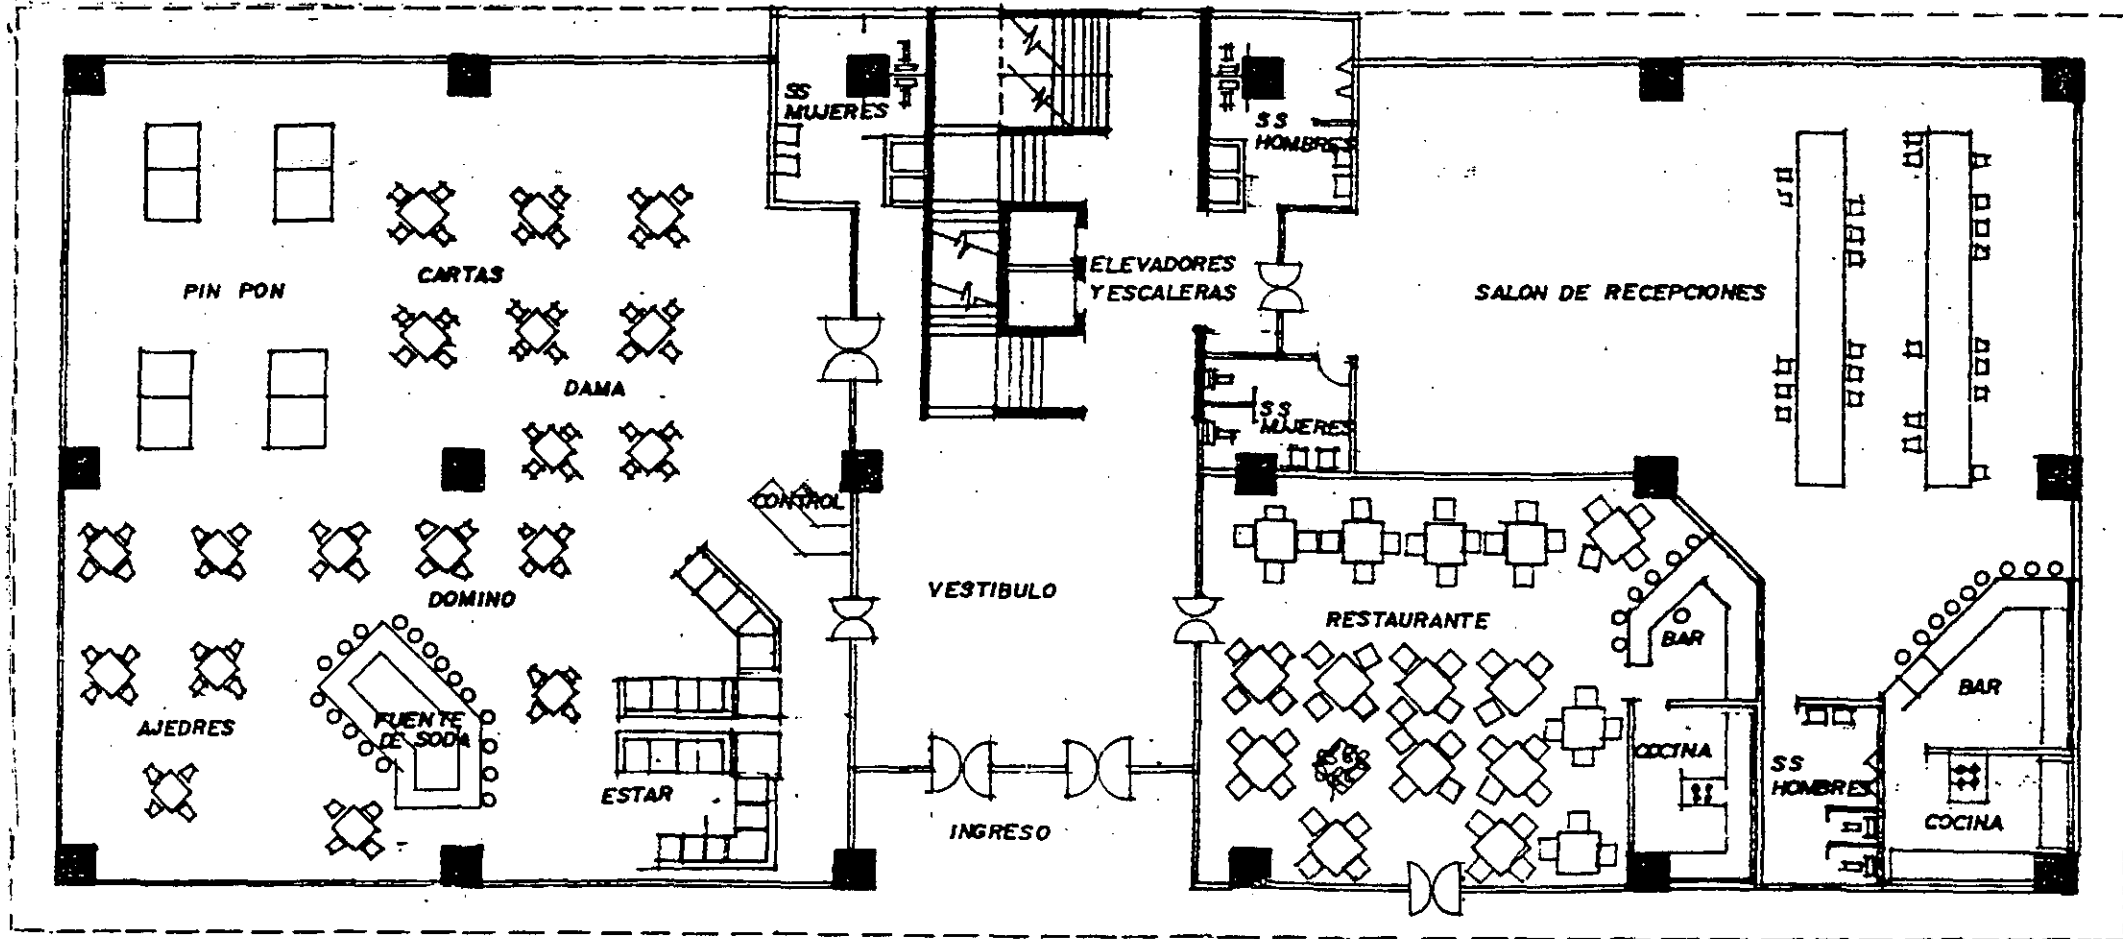 SS
MUJERES
SS
HOMBRES
CARTAS
PIN PON
ELEVADORES
Y ESCALERAS
SALON DE RECEPCIONES
DAMA
SS
MUJERES
CONTROL
DOMINO
VESTIBULO
RESTAURANTE
BAR
BAR
AJEDRES
FUENTE
DE SODA
COCINA
SS
HOMBRES
ESTAR
INGRESO
COCINA